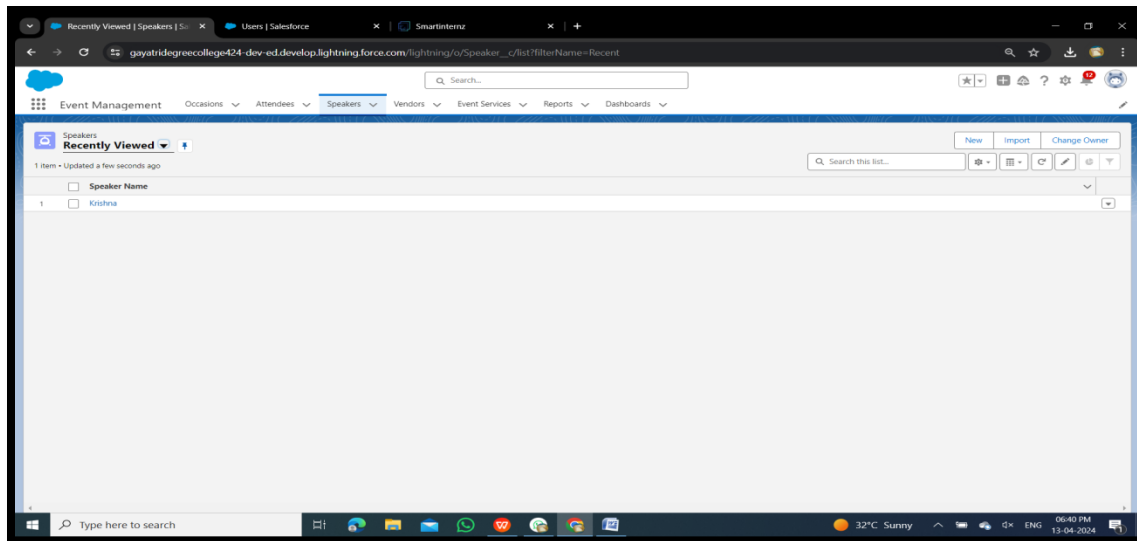 Recently Viewed | Speakers | Sa
Users | Salesforce
Smartinternz
gayatridegreecollege424-dev-ed.develop.lightning.force.com/lightning/o/Speaker__c/list?filterName=Recent
Search...
12
Event Management Occasions Attendees Speakers Vendors Event Services Reports Dashboards
Speakers
Recently Viewed
New Import Change Owner
1 item • Updated a few seconds ago
Search this list...
Speaker Name
1 Krishna
Type here to search
32°C Sunny
ENG
06:40 PM
13-04-2024